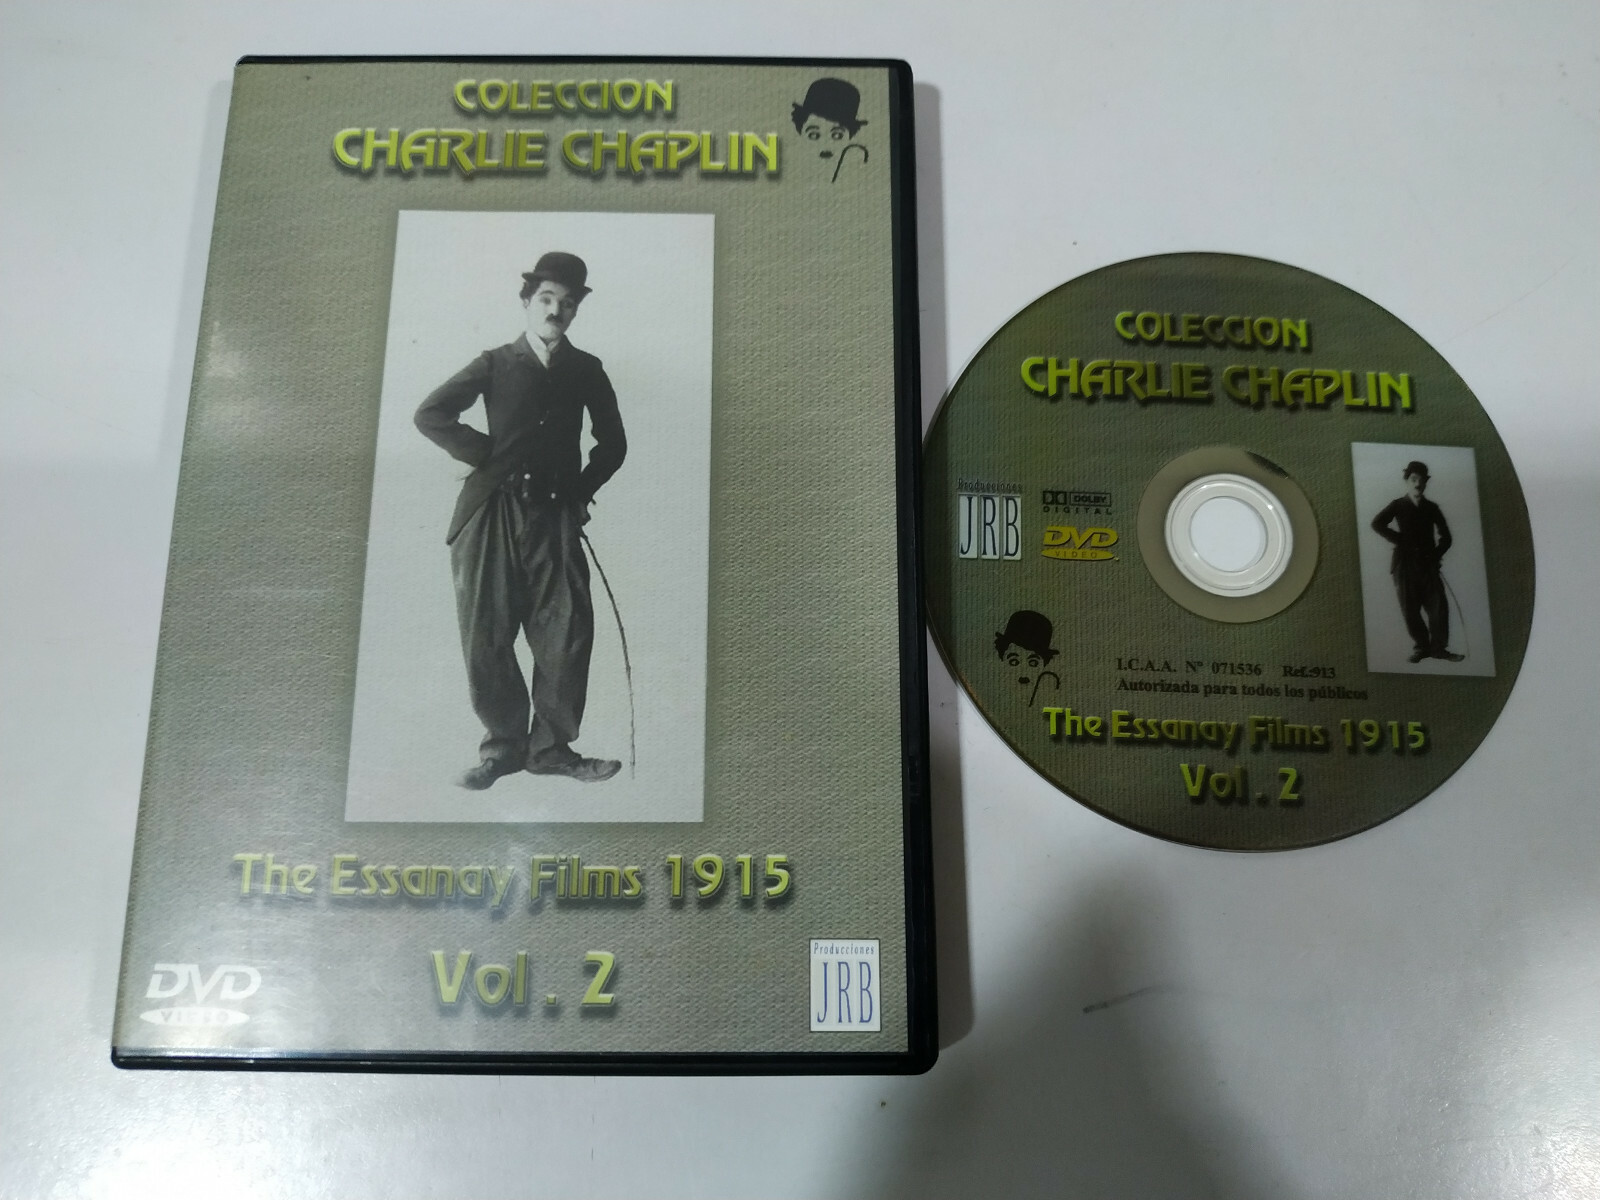 COLECCION
CHARLIE CHAPLIN
The Essanay Films 1915
Vol. 2
DVD
VIDEO
Producciones
JRB
COLECCION
CHARLIE CHAPLIN
Producciones
JRB
DOLBY
DIGITAL
DVD
VIDEO
I.C.A.A. Nº 071536 Ref.:913
Autorizada para todos los públicos
The Essanay Films 1915
Vol. 2